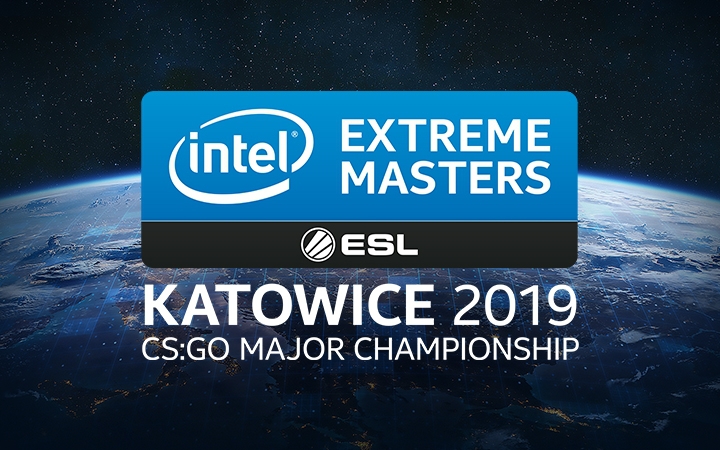 intel®
EXTREME
MASTERS
ESL
KATOWICE 2019
CS:GO MAJOR CHAMPIONSHIP